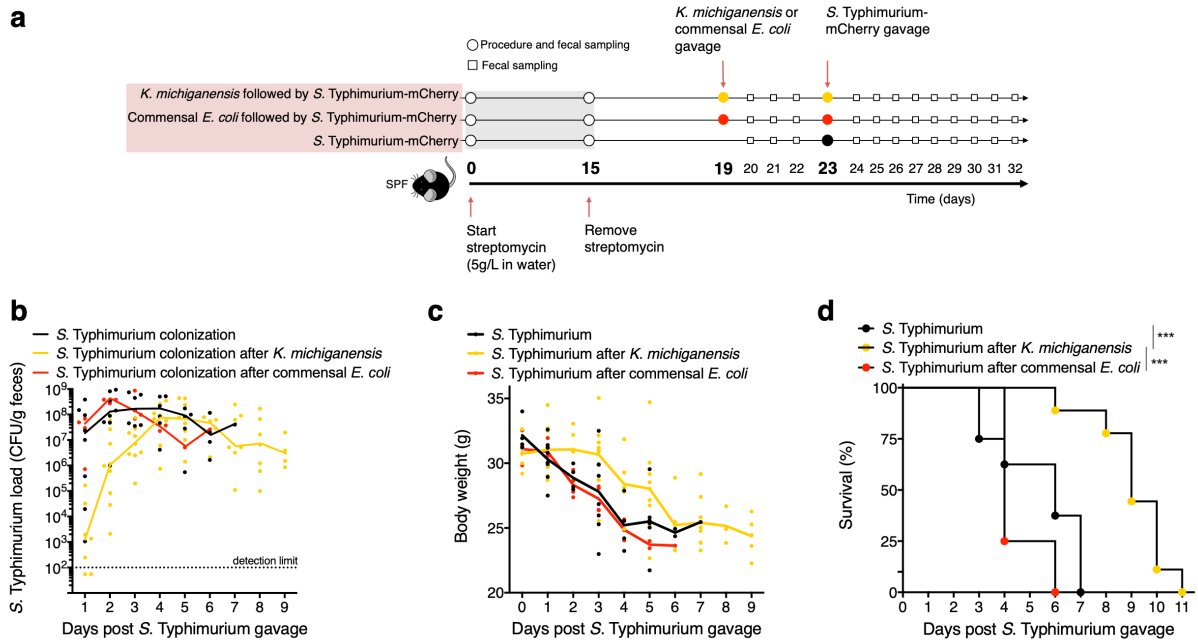 a
K. michiganensis or
commensal E. coli
gavage
S. Typhimurium-
mCherry gavage
Procedure and fecal sampling
Fecal sampling
K. michiganensis followed by S. Typhimurium-mCherry
Commensal E. coli followed by S. Typhimurium-mCherry
S. Typhimurium-mCherry
SPF
0 15 19 20 21 22 23 24 25 26 27 28 29 30 31 32
Time (days)
Start
streptomycin
(5g/L in water)
Remove
streptomycin
b
S. Typhimurium colonization
S. Typhimurium colonization after K. michiganensis
S. Typhimurium colonization after commensal E. coli
S. Typhimurium load (CFU/g feces)
10⁹
10⁸
10⁷
10⁶
10⁵
10⁴
10³
10²
detection limit
1 2 3 4 5 6 7 8 9
Days post S. Typhimurium gavage
c
S. Typhimurium
S. Typhimurium after K. michiganensis
S. Typhimurium after commensal E. coli
Body weight (g)
35
30
25
20
0 1 2 3 4 5 6 7 8 9
Days post S. Typhimurium gavage
d
S. Typhimurium
S. Typhimurium after K. michiganensis
S. Typhimurium after commensal E. coli
***
***
Survival (%)
100
75
50
25
0
0 1 2 3 4 5 6 7 8 9 10 11
Days post S. Typhimurium gavage